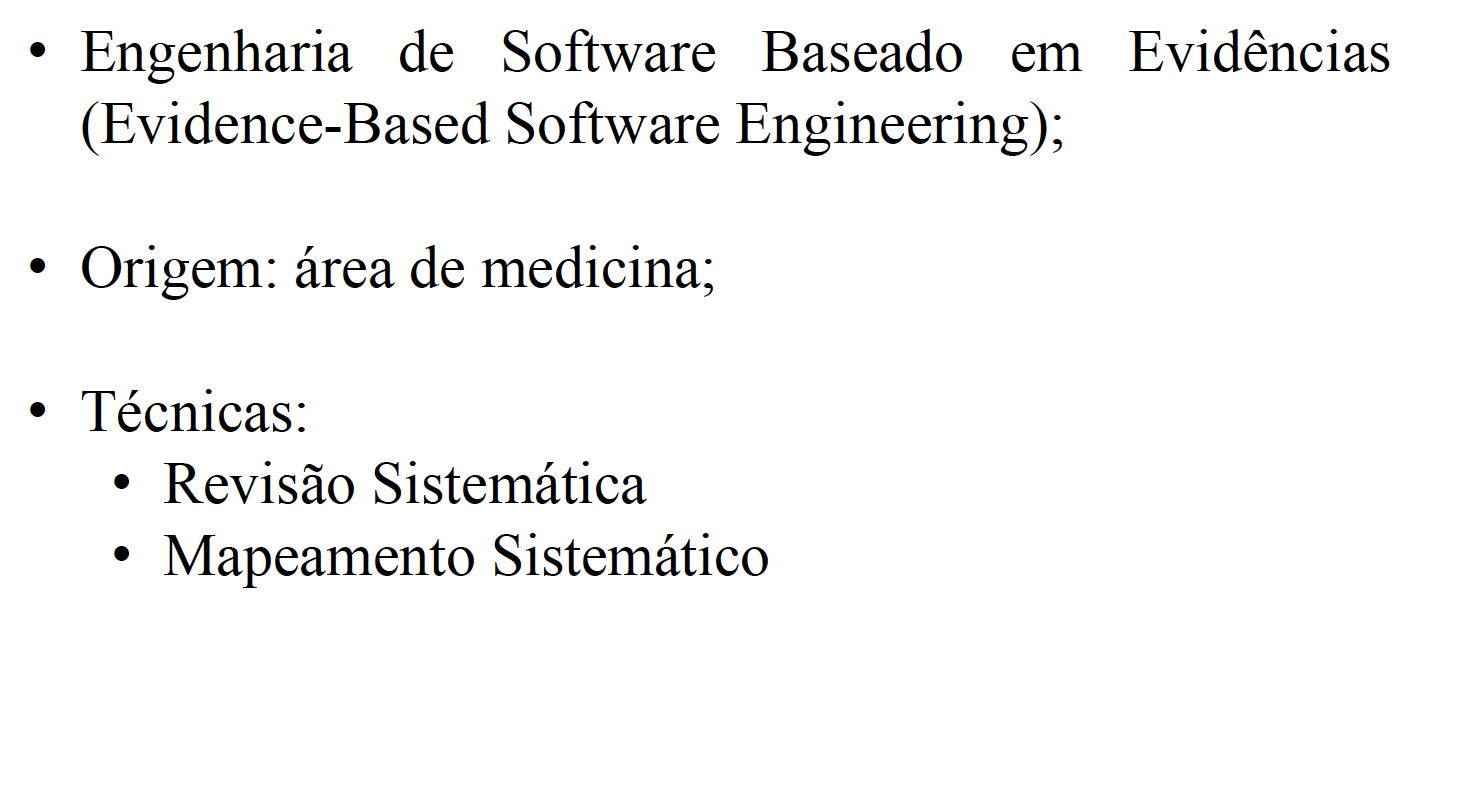 • Engenharia de Software Baseado em Evidências
(Evidence-Based Software Engineering);
• Origem: área de medicina;
• Técnicas:
• Revisão Sistemática
• Mapeamento Sistemático